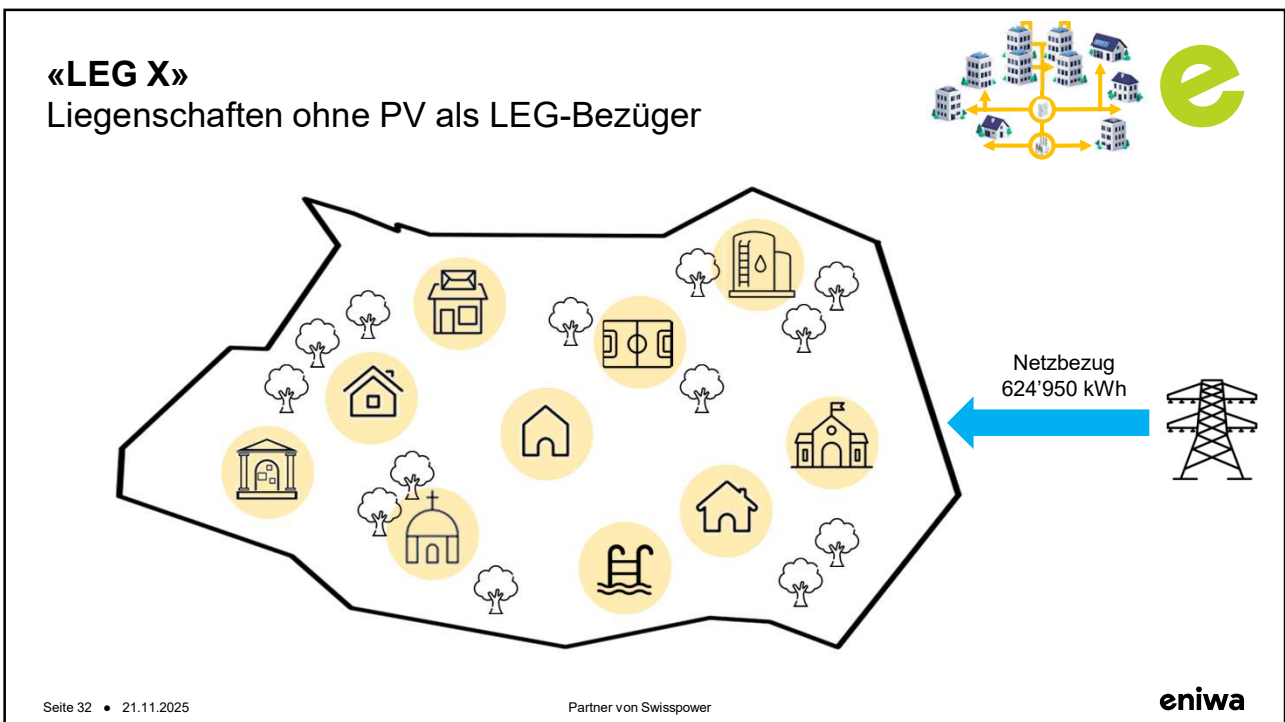 «LEG X»
Liegenschaften ohne PV als LEG-Bezüger
Netzbezug
624’950 kWh
Seite 32 ● 21.11.2025
Partner von Swisspower
eniwa